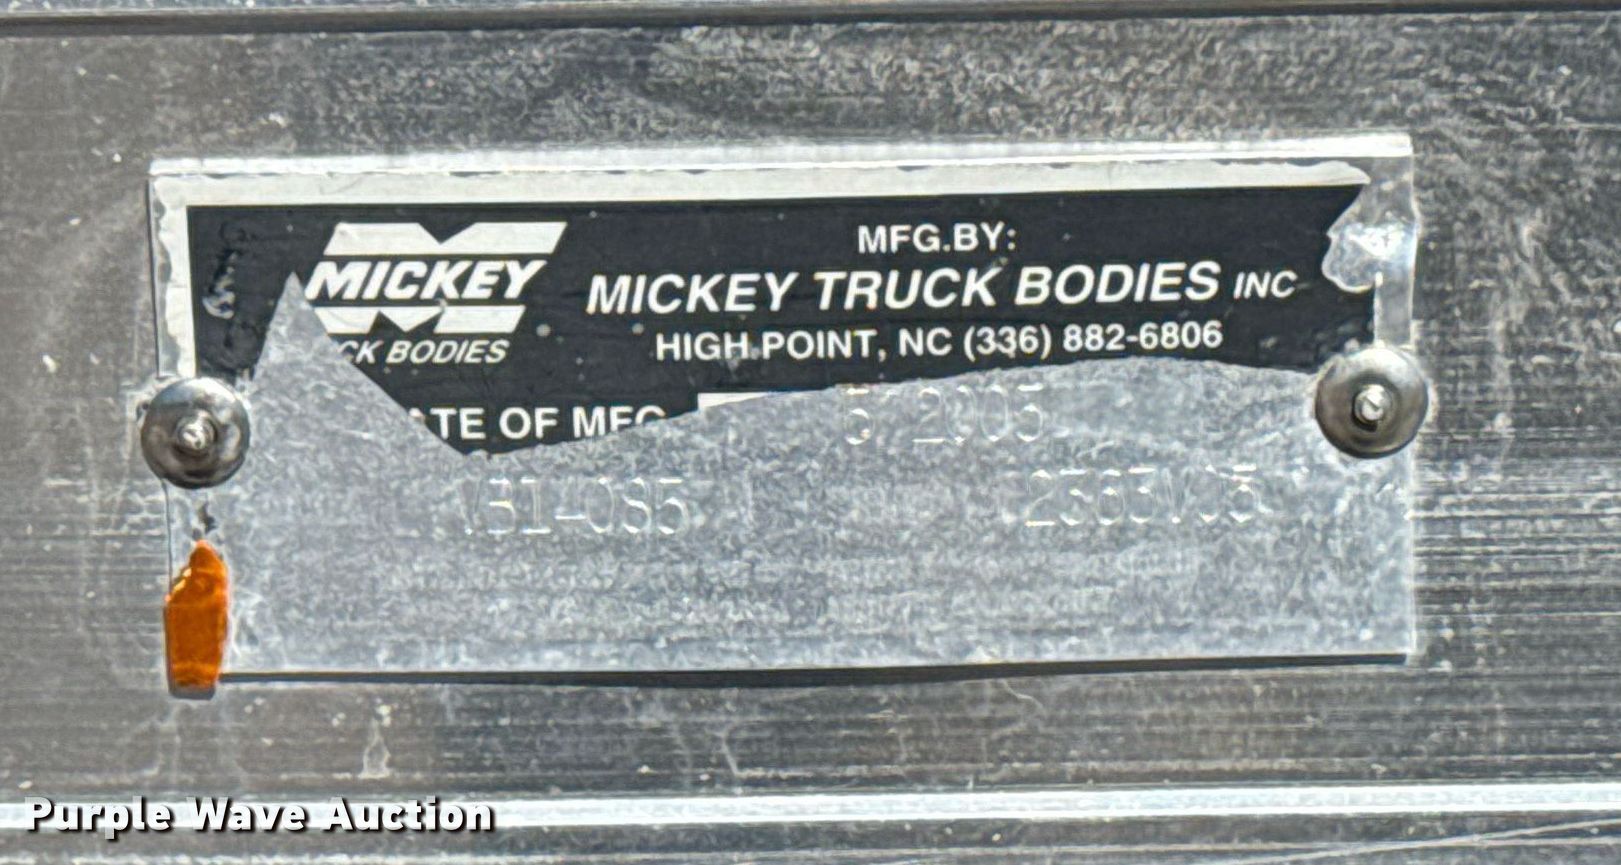 MICKEY
CK BODIES
MFG.BY:
MICKEY TRUCK BODIES INC
HIGH POINT, NC (336) 882-6806
ATE OF MFG
5 2005
Purple Wave Auction